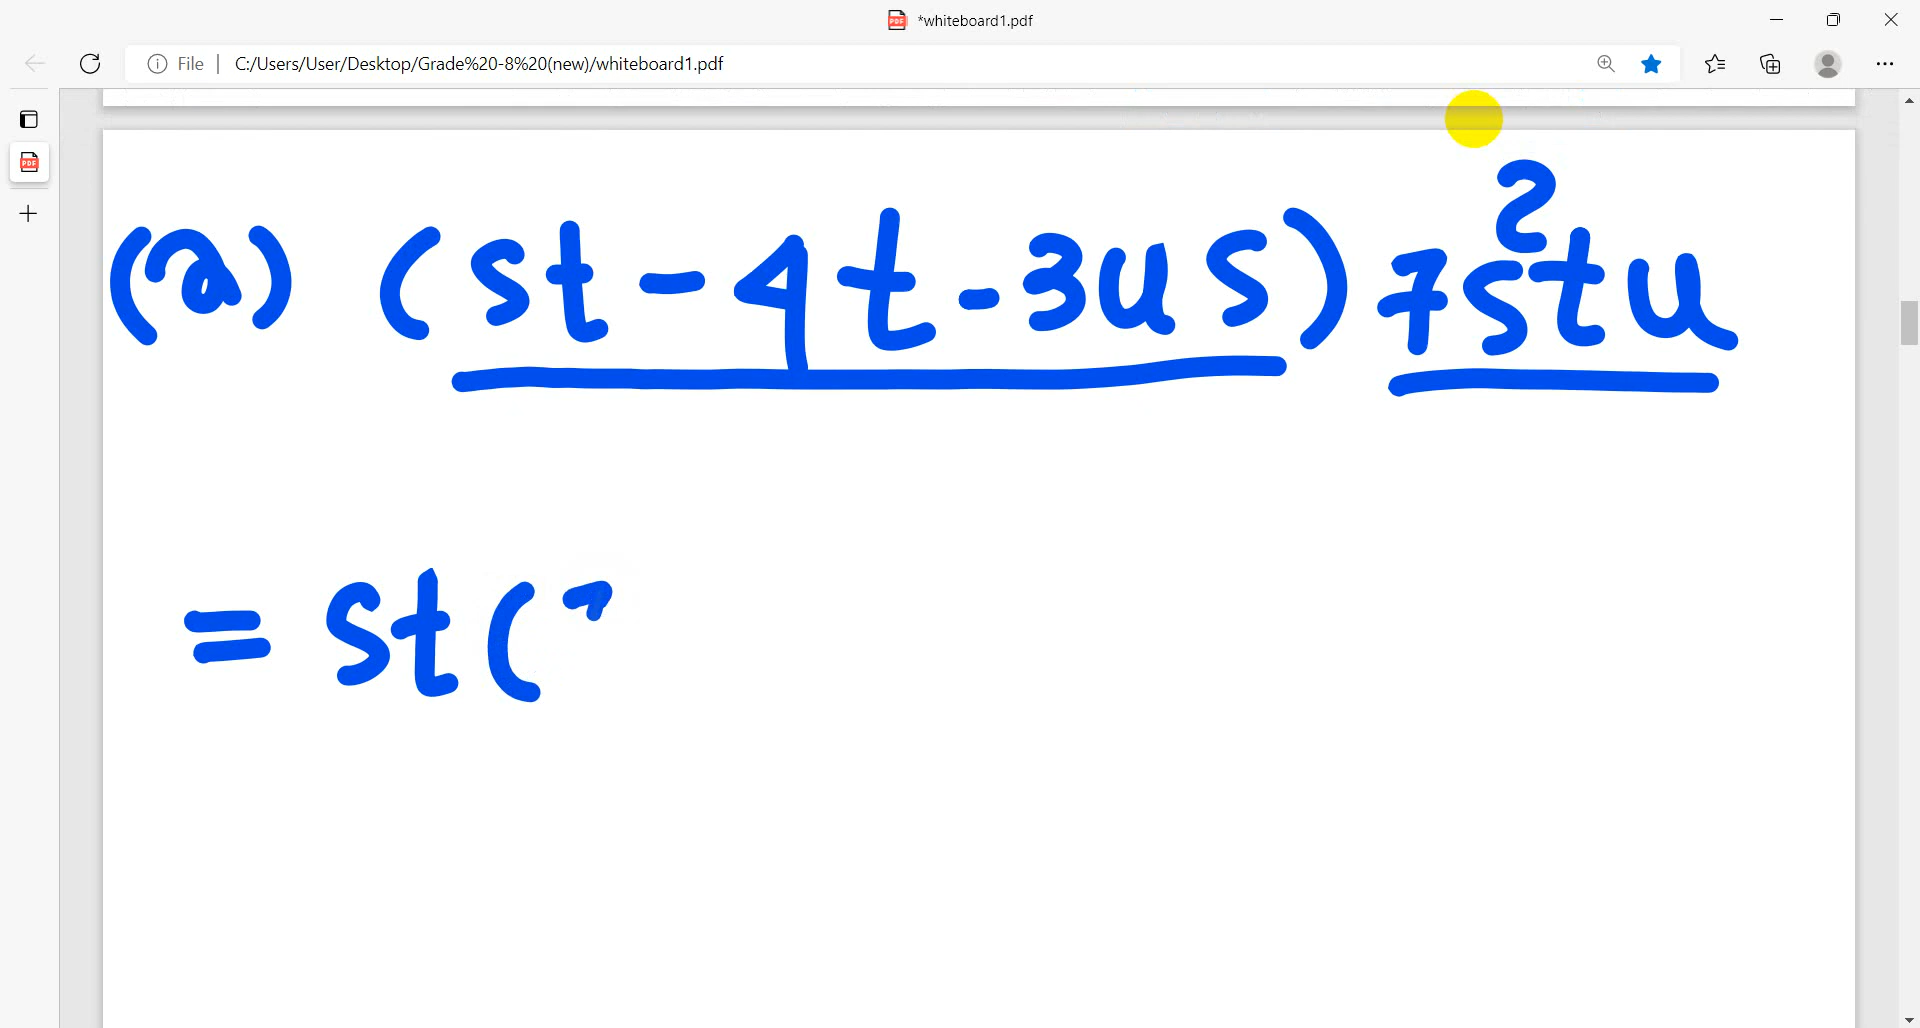 *whiteboard1.pdf
File | C:/Users/User/Desktop/Grade%20-8%20(new)/whiteboard1.pdf
(a) (st - 4t - 3us) 7s²tu
= st(